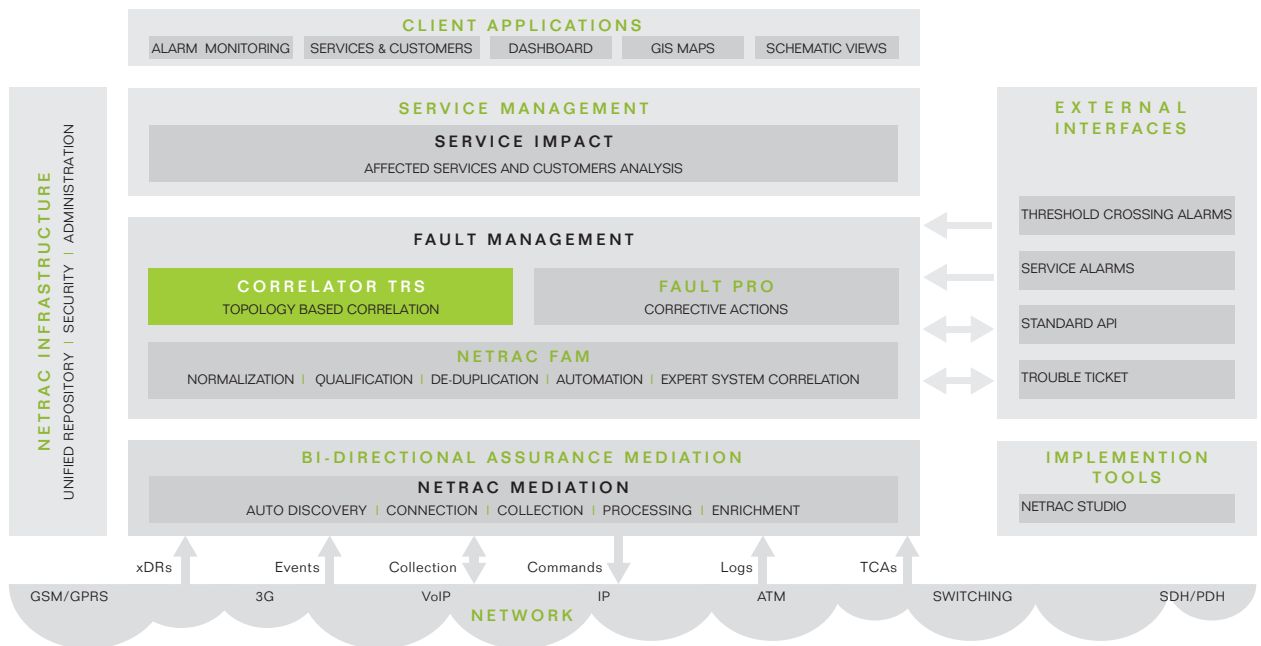 CLIENT APPLICATIONS
ALARM MONITORING
SERVICES & CUSTOMERS
DASHBOARD
GIS MAPS
SCHEMATIC VIEWS
NETRAC INFRASTRUCTURE
UNIFIED REPOSITORY | SECURITY | ADMINISTRATION
SERVICE MANAGEMENT
SERVICE IMPACT
AFFECTED SERVICES AND CUSTOMERS ANALYSIS
FAULT MANAGEMENT
CORRELATOR TRS
TOPOLOGY BASED CORRELATION
FAULT PRO
CORRECTIVE ACTIONS
NETRAC FAM
NORMALIZATION | QUALIFICATION | DE-DUPLICATION | AUTOMATION | EXPERT SYSTEM CORRELATION
BI-DIRECTIONAL ASSURANCE MEDIATION
NETRAC MEDIATION
AUTO DISCOVERY | CONNECTION | COLLECTION | PROCESSING | ENRICHMENT
EXTERNAL
INTERFACES
THRESHOLD CROSSING ALARMS
SERVICE ALARMS
STANDARD API
TROUBLE TICKET
IMPLEMENTION
TOOLS
NETRAC STUDIO
xDRs
Events
Collection
Commands
Logs
TCAs
GSM/GPRS
3G
VoIP
IP
ATM
SWITCHING
SDH/PDH
NETWORK